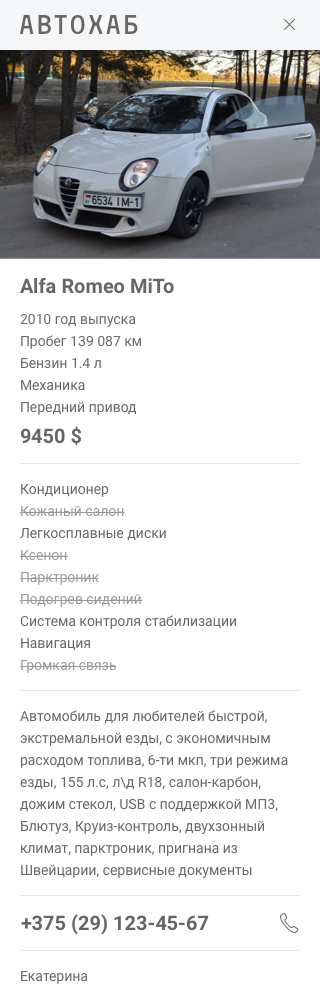 АВТОХАБ
6534 IM-1
Alfa Romeo MiTo
2010 год выпуска
Пробег 139 087 км
Бензин 1.4 л
Механика
Передний привод
9450 $
Кондиционер
Кожаный салон
Легкосплавные диски
Ксенон
Парктроник
Подогрев сидений
Система контроля стабилизации
Навигация
Громкая связь
Автомобиль для любителей быстрой,
экстремальной езды, с экономичным
расходом топлива, 6-ти мкп, три режима
езды, 155 л.с, л\д R18, салон-карбон,
дожим стекол, USB с поддержкой МП3,
Блютуз, Круиз-контроль, двухзонный
климат, парктроник, пригнана из
Швейцарии, сервисные документы
+375 (29) 123-45-67
Екатерина